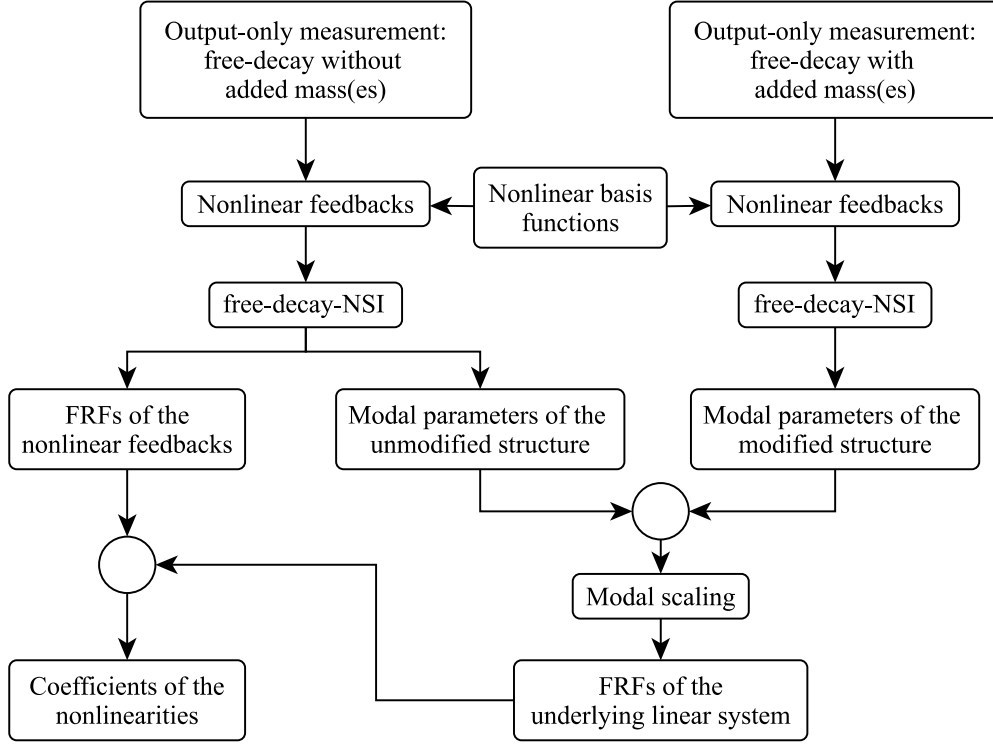 Output-only measurement:
free-decay without
added mass(es)
Output-only measurement:
free-decay with
added mass(es)
Nonlinear feedbacks
Nonlinear basis
functions
Nonlinear feedbacks
free-decay-NSI
free-decay-NSI
FRFs of the
nonlinear feedbacks
Modal parameters of the
unmodified structure
Modal parameters of the
modified structure
Modal scaling
Coefficients of the
nonlinearities
FRFs of the
underlying linear system